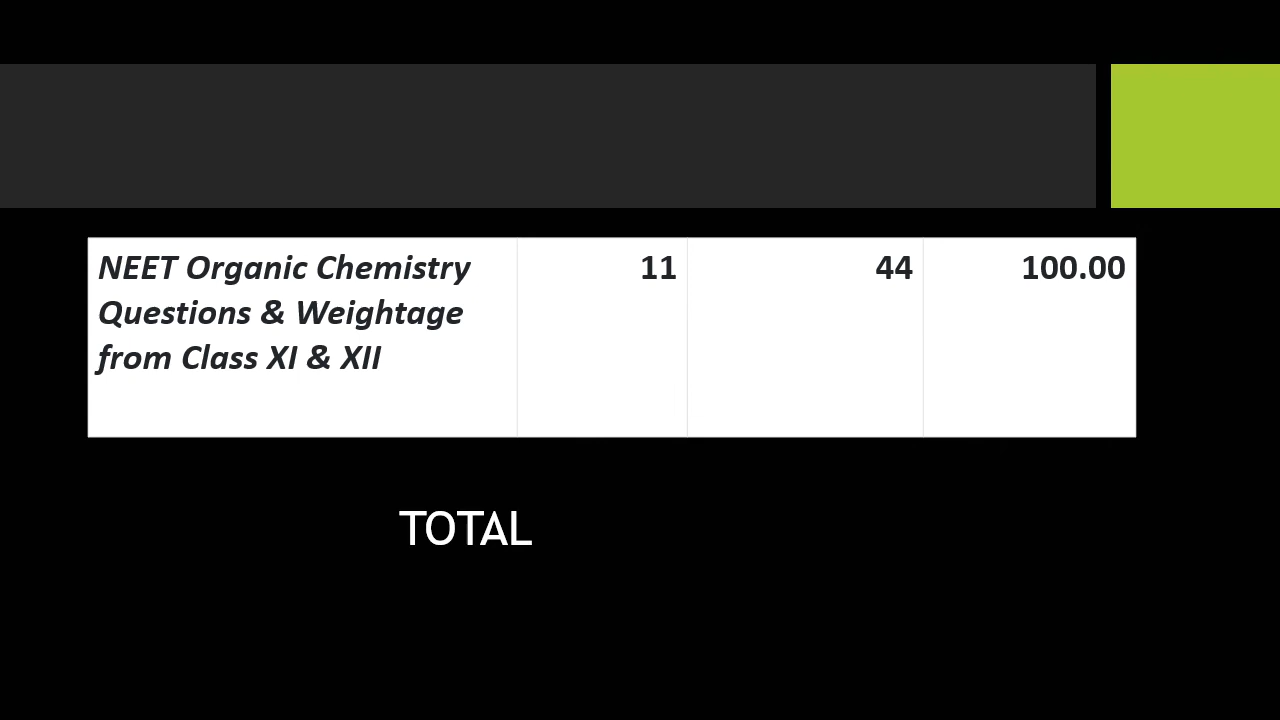 NEET Organic Chemistry 11 44 100.00
Questions & Weightage
from Class XI & XII
TOTAL